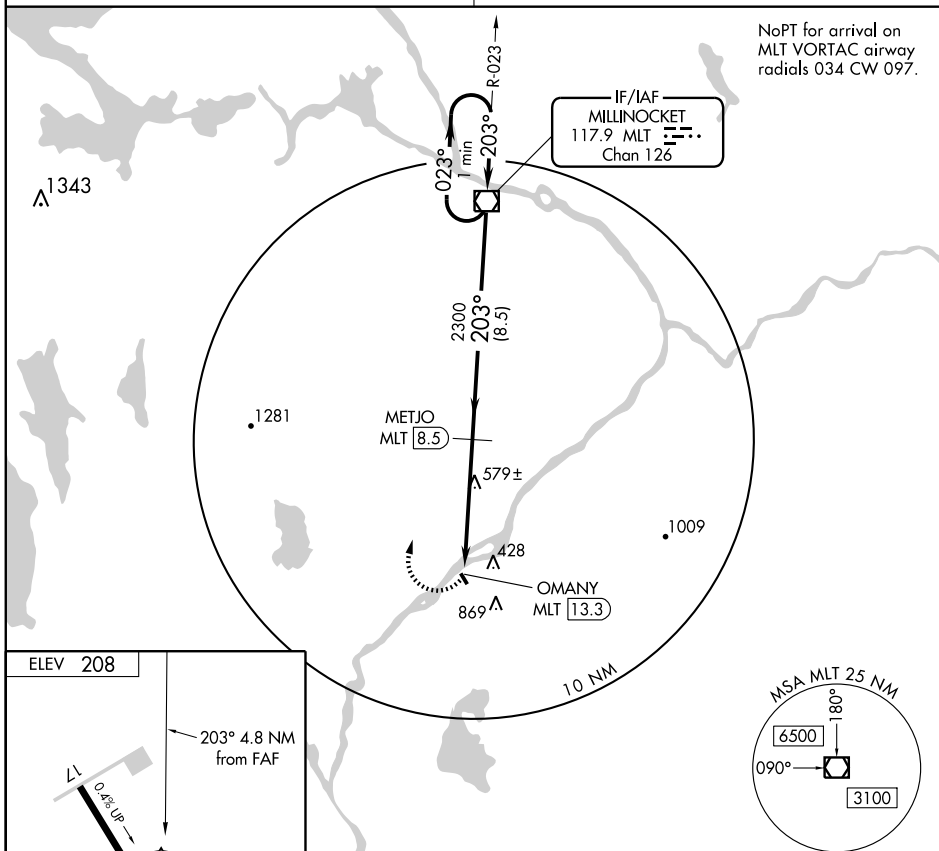 NoPT for arrival on
MLT VORTAC airway
radials 034 CW 097.
R-023
IF/IAF
MILLINOCKET
117.9 MLT
Chan 126
023°
1 min
203°
1343
2300
203°
(8.5)
1281
METJO
MLT 8.5
579±
1009
428
OMANY
MLT 13.3
869
10 NM
ELEV 208
203° 4.8 NM
from FAF
17
0.4% UP
MSA MLT 25 NM
180°
6500
090°
3100